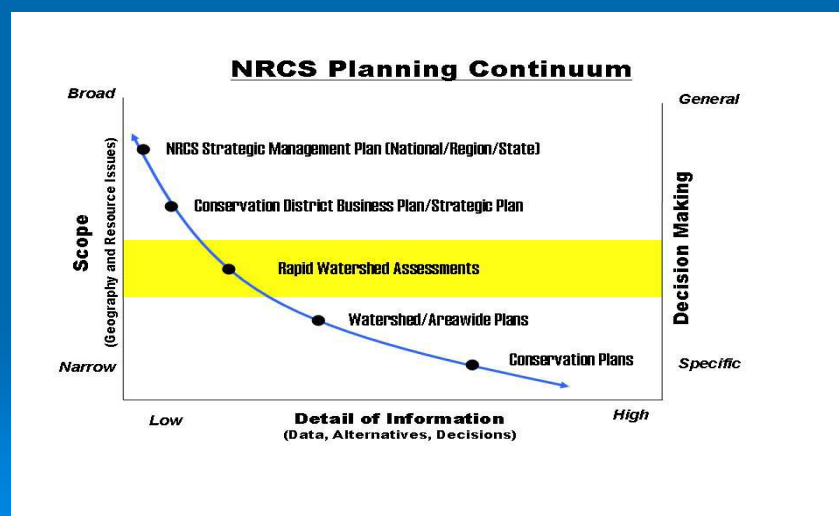 NRCS Planning Continuum
Broad
General
NRCS Strategic Management Plan (National/Region/State)
Conservation District Business Plan/Strategic Plan
Scope
(Geography and Resource Issues)
Decision Making
Rapid Watershed Assessments
Watershed/Areawide Plans
Conservation Plans
Narrow
Specific
Low
Detail of Information
High
(Data, Alternatives, Decisions)